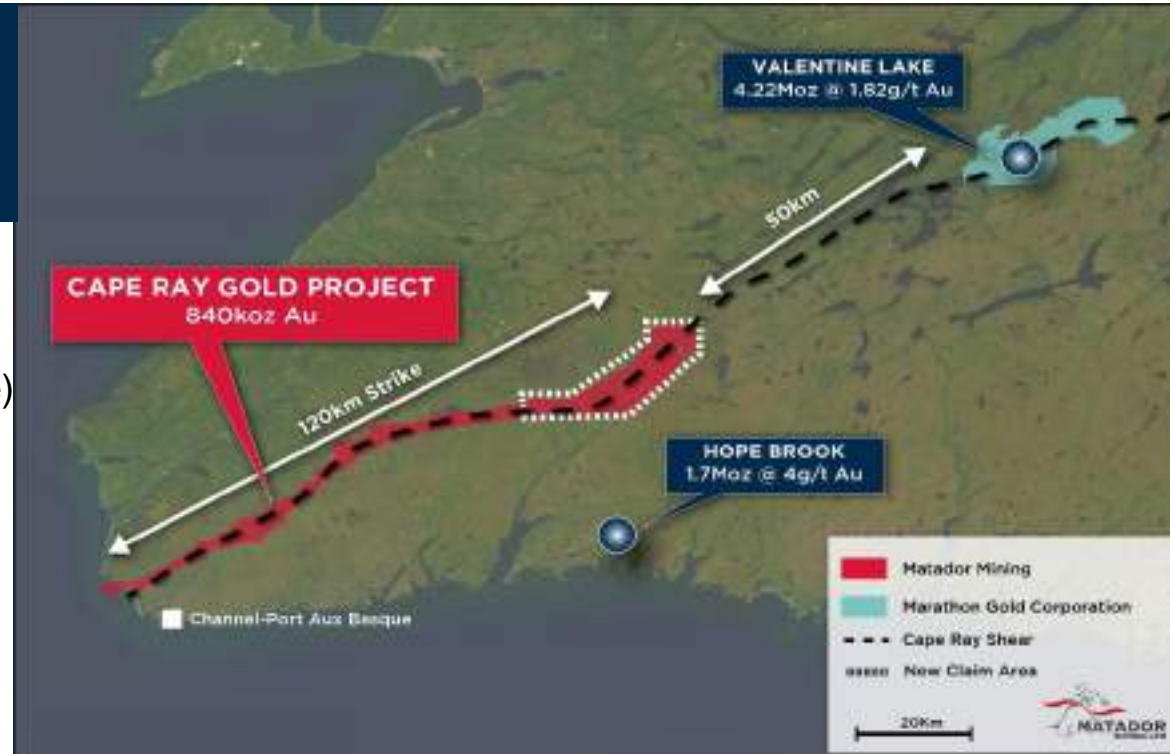 VALENTINE LAKE
4.22Moz @ 1.82g/t Au
50km
CAPE RAY GOLD PROJECT
840koz Au
120km Strike
)
HOPE BROOK
1.7Moz @ 4g/t Au
Channel-Port Aux Basque
Matador Mining
Marathon Gold Corporation
Cape Ray Shear
New Claim Area
20Km
MATADOR